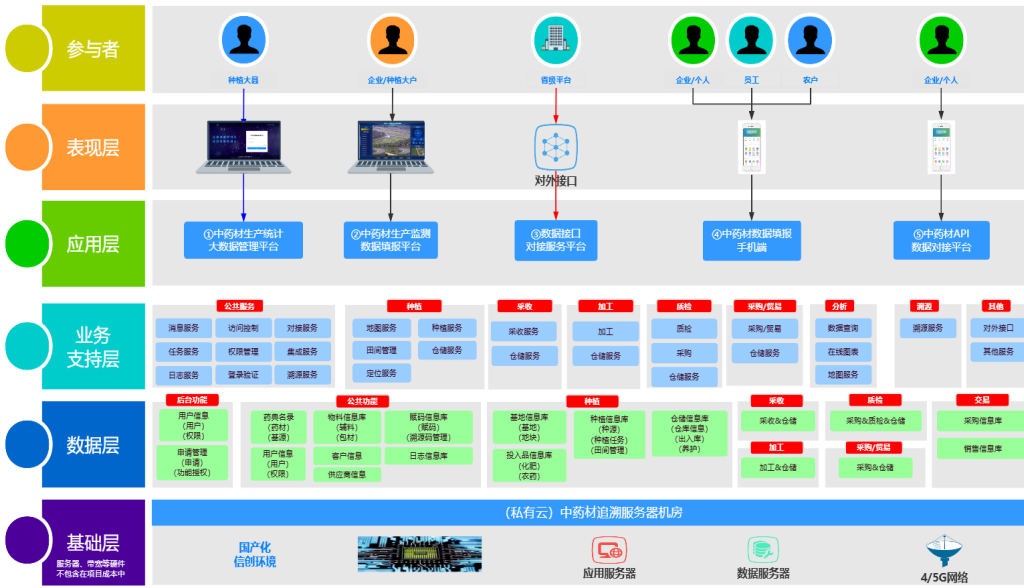 参与者
种植大县
企业/种植大户
省级平台
企业/个人
员工
农户
企业/个人
表现层
对外接口
应用层
①中药材生产统计
大数据管理平台
②中药材生产监测
数据填报平台
③数据接口
对接服务平台
④中药材数据填报
手机端
⑤中药材API
数据对接平台
业务
支持层
公共服务
消息服务
访问控制
对接服务
任务服务
权限管理
集成服务
日志服务
登录验证
溯源服务
种植
地图服务
种植服务
田间管理
仓储服务
定位服务
采收
采收服务
仓储服务
加工
加工
仓储服务
质检
质检
采购
仓储服务
采购/贸易
采购/贸易
仓储服务
分析
数据查询
在线图表
地图服务
溯源
溯源服务
其他
对外接口
其他服务
数据层
后台功能
用户信息
(用户)
(权限)
申请管理
(申请)
(功能授权)
公共功能
药典名录
(药材)
(基源)
物料信息库
(辅料)
(包材)
赋码信息库
(赋码)
(溯源码管理)
用户信息
(用户)
(权限)
客户信息
供应商信息
日志信息库
种植
基地信息库
(基地)
(地块)
投入品信息库
(化肥)
(农药)
种植信息库
(种源)
(种植任务)
(田间管理)
仓储信息库
(仓库信息)
(出入库)
(养护)
采收
采收&仓储
加工
加工&仓储
质检
采购&质检&仓储
采购/贸易
采购&仓储
交易
采购信息库
销售信息库
基础层
服务器、带宽等硬件
不包含在项目成本中
（私有云）中药材追溯服务器机房
国产化
信创环境
应用服务器
数据服务器
4/5G网络